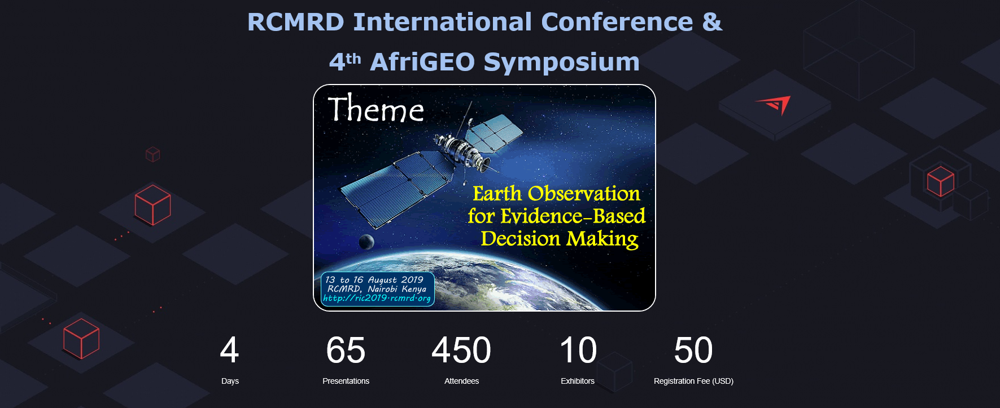 RCMRD International Conference &
4th AfriGEO Symposium
Theme
Earth Observation
for Evidence-Based
Decision Making
13 to 16 August 2019
RCMRD, Nairobi Kenya
http://ric2019.rcmrd.org
4
Days
65
Presentations
450
Attendees
10
Exhibitors
50
Registration Fee (USD)